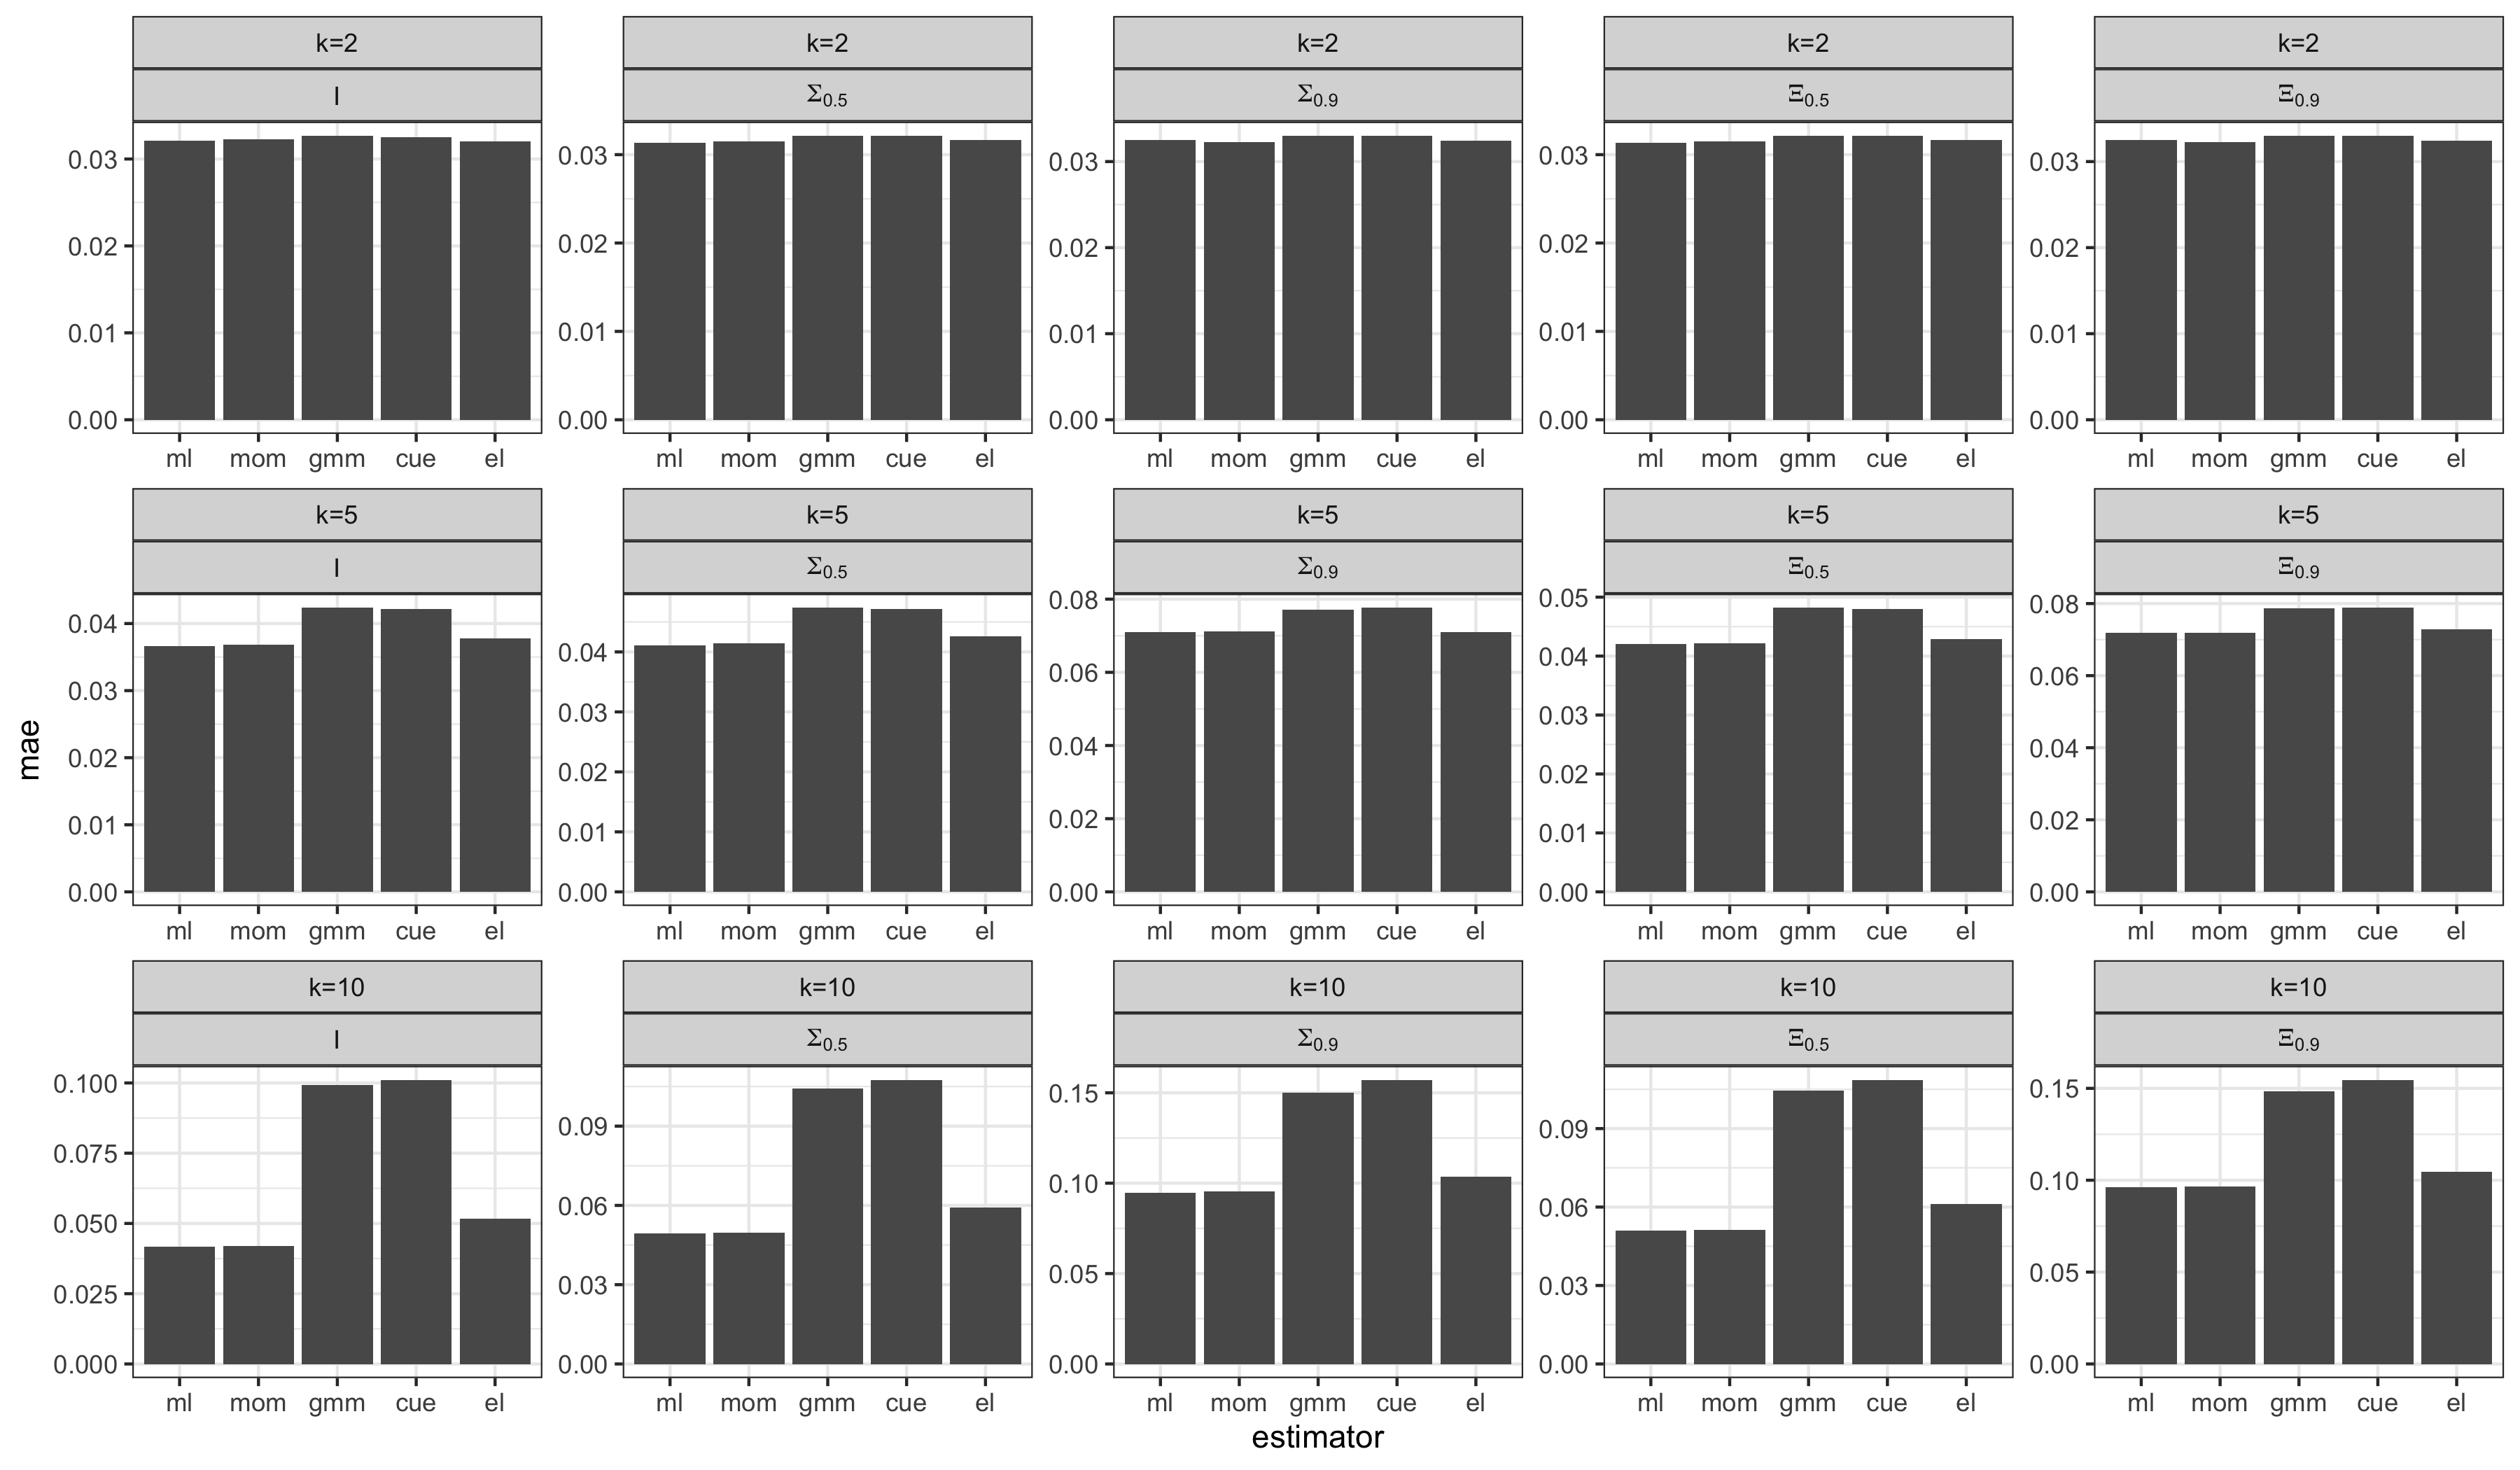 k=2 k=2 k=2 k=2 k=2
I Σ0.5 Σ0.9 Ξ0.5 Ξ0.9
0.03 0.03 0.03 0.03 0.03
0.02 0.02 0.02 0.02 0.02
0.01 0.01 0.01 0.01 0.01
0.00 0.00 0.00 0.00 0.00
ml mom gmm cue el ml mom gmm cue el ml mom gmm cue el ml mom gmm cue el ml mom gmm cue el
k=5 k=5 k=5 k=5 k=5
I Σ0.5 Σ0.9 Ξ0.5 Ξ0.9
0.04 0.03 0.02 0.01 0.00
0.04 0.03 0.02 0.01 0.00
0.08 0.06 0.04 0.02 0.00
0.05 0.04 0.03 0.02 0.01 0.00
0.08 0.06 0.04 0.02 0.00
mae
ml mom gmm cue el ml mom gmm cue el ml mom gmm cue el ml mom gmm cue el ml mom gmm cue el
k=10 k=10 k=10 k=10 k=10
I Σ0.5 Σ0.9 Ξ0.5 Ξ0.9
0.100 0.075 0.050 0.025 0.000
0.09 0.06 0.03 0.00
0.15 0.10 0.05 0.00
0.09 0.06 0.03 0.00
0.15 0.10 0.05 0.00
ml mom gmm cue el ml mom gmm cue el ml mom gmm cue el ml mom gmm cue el ml mom gmm cue el
estimator